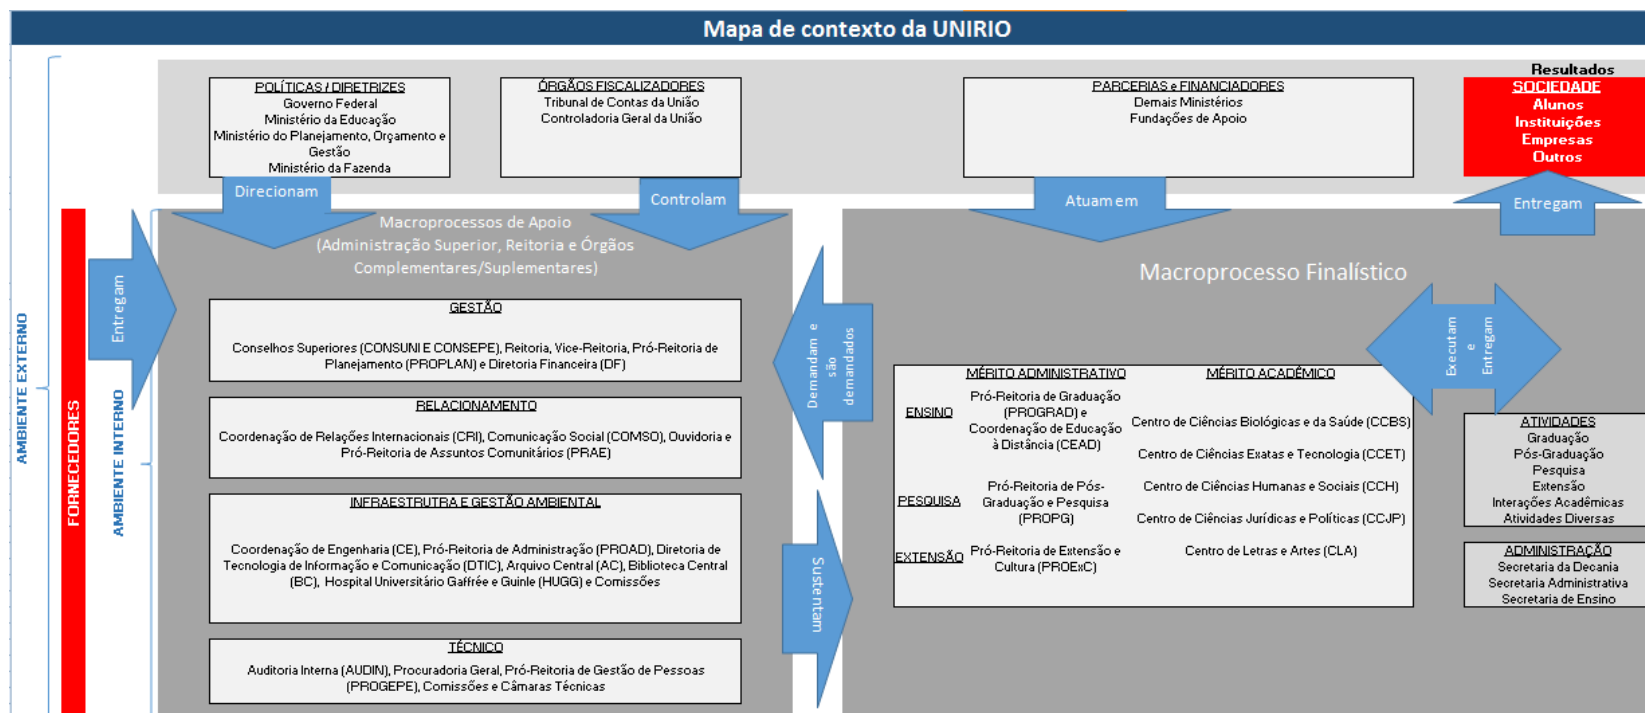 Mapa de contexto da UNIRIO
POLÍTICAS / DIRETRIZES
Governo Federal
Ministério da Educação
Ministério do Planejamento, Orçamento e
Gestão
Ministério da Fazenda
ÓRGÃOS FISCALIZADORES
Tribunal de Contas da União
Controladoria Geral da União
PARCERIAS e FINANCIADORES
Demais Ministérios
Fundações de Apoio
Resultados
SOCIEDADE
Alunos
Instituições
Empresas
Outros
Direcionam
Controlam
Atuam em
Entregam
AMBIENTE EXTERNO
FORNECEDORES
Entregam
AMBIENTE INTERNO
Macroprocessos de Apoio
(Administração Superior, Reitoria e Órgãos
Complementares/Suplementares)
GESTÃO
Conselhos Superiores (CONSUNI E CONSEPE), Reitoria, Vice-Reitoria, Pró-Reitoria de
Planejamento (PROPLAN) e Diretoria Financeira (DF)
RELACIONAMENTO
Coordenação de Relações Internacionais (CRI), Comunicação Social (COMSO), Ouvidoria e
Pró-Reitoria de Assuntos Comunitários (PRAE)
INFRAESTRUTRA E GESTÃO AMBIENTAL
Coordenação de Engenharia (CE), Pró-Reitoria de Administração (PROAD), Diretoria de
Tecnologia de Informação e Comunicação (DTIC), Arquivo Central (AC), Biblioteca Central
(BC), Hospital Universitário Gaffrée e Guinle (HUGG) e Comissões
TÉCNICO
Auditoria Interna (AUDIN), Procuradoria Geral, Pró-Reitoria de Gestão de Pessoas
(PROGEPE), Comissões e Câmaras Técnicas
Demandam e
são
demandados
Sustentam
Macroprocesso Finalístico
MÉRITO ADMINISTRATIVO
MÉRITO ACADÊMICO
ENSINO
Pró-Reitoria de Graduação
(PROGRAD) e
Coordenação de Educação
à Distância (CEAD)
PESQUISA
Pró-Reitoria de Pós-
Graduação e Pesquisa
(PROPG)
EXTENSÃO
Pró-Reitoria de Extensão e
Cultura (PROExC)
Centro de Ciências Biológicas e da Saúde (CCBS)
Centro de Ciências Exatas e Tecnologia (CCET)
Centro de Ciências Humanas e Sociais (CCH)
Centro de Ciências Jurídicas e Políticas (CCJP)
Centro de Letras e Artes (CLA)
Executam
e
Entregam
ATIVIDADES
Graduação
Pós-Graduação
Pesquisa
Extensão
Interações Acadêmicas
Atividades Diversas
ADMINISTRAÇÃO
Secretaria da Decania
Secretaria Administrativa
Secretaria de Ensino